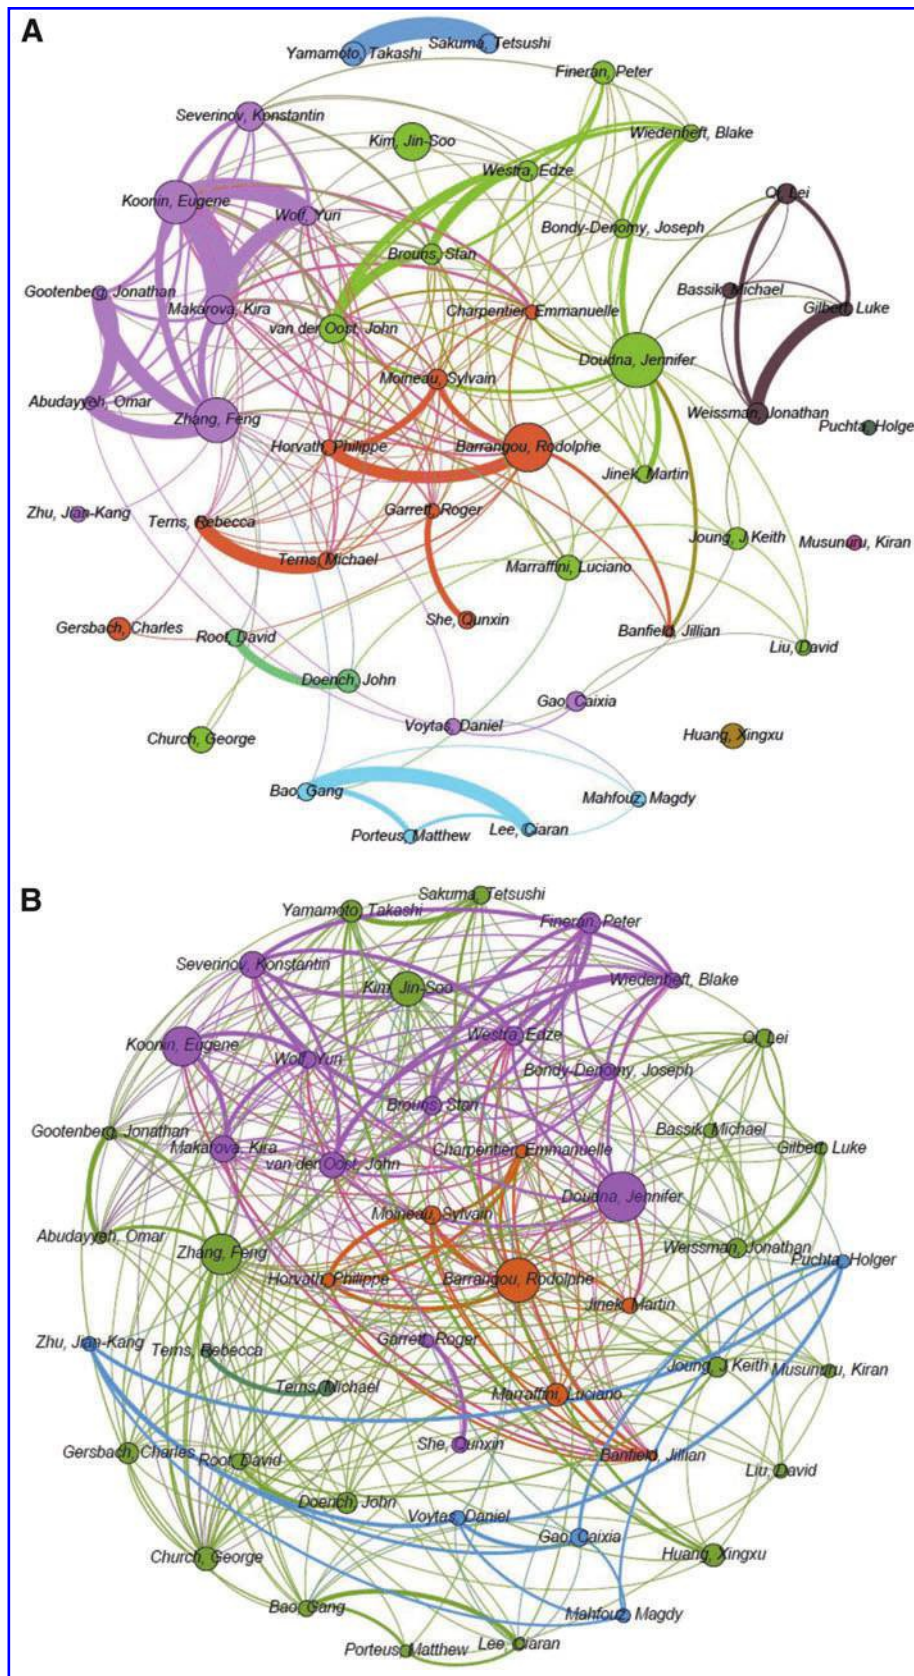 A
Yamamoto, Takashi
Sakuma, Tetsushi
Fineran, Peter
Severinov, Konstantin
Kim, Jin-Soo
Wiedenheft, Blake
Westra, Edze
Koonin, Eugene
Wolf, Yuri
Qi, Lei
Bondy-Denomy, Joseph
Brouns, Stan
Gootenberg, Jonathan
Bassik, Michael
Makarova, Kira
Charpentier, Emmanuelle
Gilbert, Luke
van der Oost, John
Doudna, Jennifer
Moineau, Sylvain
Abudayyeh, Omar
Zhang, Feng
Weissman, Jonathan
Puchta, Holge
Horvath, Philippe
Barrangou, Rodolphe
Jinek, Martin
Zhu, Jian-Kang
Terns, Rebecca
Garrett, Roger
Joung, J Keith
Musunuru, Kiran
Terns, Michael
Marraffini, Luciano
Gersbach, Charles
Root, David
She, Qunxin
Banfield, Jillian
Liu, David
Doench, John
Gao, Caixia
Voytas, Daniel
Church, George
Huang, Xingxu
Bao, Gang
Mahfouz, Magdy
Porteus, Matthew
Lee, Ciaran
B
Sakuma, Tetsushi
Yamamoto, Takashi
Fineran, Peter
Severinov, Konstantin
Kim, Jin-Soo
Wiedenheft, Blake
Westra, Edze
Qi, Lei
Koonin, Eugene
Wolf, Yuri
Bondy-Denomy, Joseph
Brouns, Stan
Gootenberg, Jonathan
Bassik, Michael
Makarova, Kira
Charpentier, Emmanuelle
Gilbert, Luke
van der Oost, John
Doudna, Jennifer
Moineau, Sylvain
Abudayyeh, Omar
Zhang, Feng
Weissman, Jonathan
Puchta, Holger
Horvath, Philippe
Barrangou, Rodolphe
Jinek, Martin
Zhu, Jian-Kang
Terns, Rebecca
Garrett, Roger
Joung, J Keith
Musunuru, Kiran
Terns, Michael
Marraffini, Luciano
Gersbach, Charles
Root, David
She, Qunxin
Banfield, Jillian
Liu, David
Doench, John
Voytas, Daniel
Gao, Caixia
Church, George
Huang, Xingxu
Bao, Gang
Mahfouz, Magdy
Porteus, Matthew
Lee, Ciaran